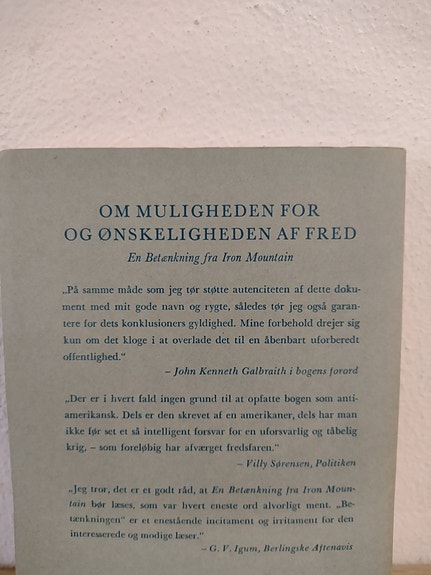 OM MULIGHEDEN FOR
OG ØNSKELIGHEDEN AF FRED
En Betænkning fra Iron Mountain
„På samme måde som jeg tør støtte autenciteten af dette doku-
ment med mit gode navn og rygte, således tør jeg også garan-
tere for dets konklusioners gyldighed. Mine forbehold drejer sig
kun om det kloge i at overlade det til en åbenbart uforberedt
offentlighed.“
– John Kenneth Galbraith i bogens forord
„Der er i hvert fald ingen grund til at opfatte bogen som anti-
amerikansk. Dels er den skrevet af en amerikaner, dels har man
ikke før set et så intelligent forsvar for en uforsvarlig og tåbelig
krig, – som foreløbig har afværget fredsfaren.“
– Villy Sørensen, Politiken
„Jeg tror, det er et godt råd, at En Betænkning fra Iron Moun-
tain bør læses, som var hvert eneste ord alvorligt ment. „Be-
tænkningen“ er et enestående incitament og irritament for den
interesserede og modige læser.“
– G. V. Igum, Berlingske Aftenavis